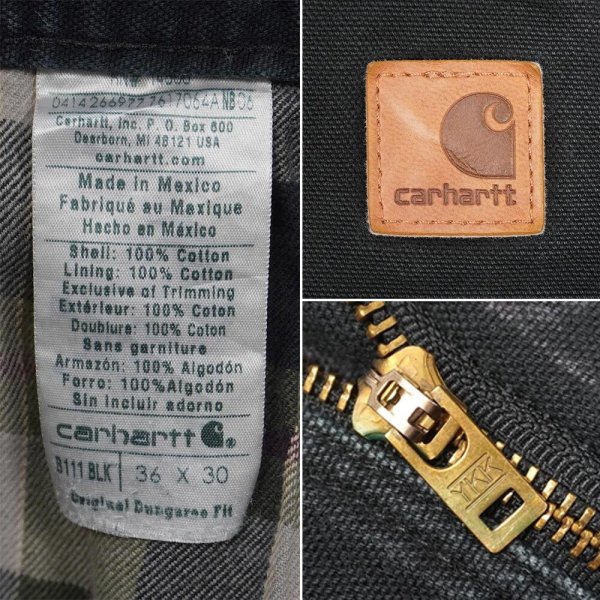 04142669777617064A NB06
Carhartt, Inc. P. O. Box 600
Dearborn, MI 48121 USA
carhartt.com
Made in Mexico
Fabriqué au Mexique
Hecho en México
Shell: 100% Cotton
Lining: 100% Cotton
Exclusive of Trimming
Extérieur: 100% Coton
Doublure: 100% Coton
Sans garniture
Armazón: 100% Algodón
Forro: 100% Algodón
Sin incluir adorno
carhartt
B111 BLK 36 X 30
Original Dungaree Fit
carhartt
YKK